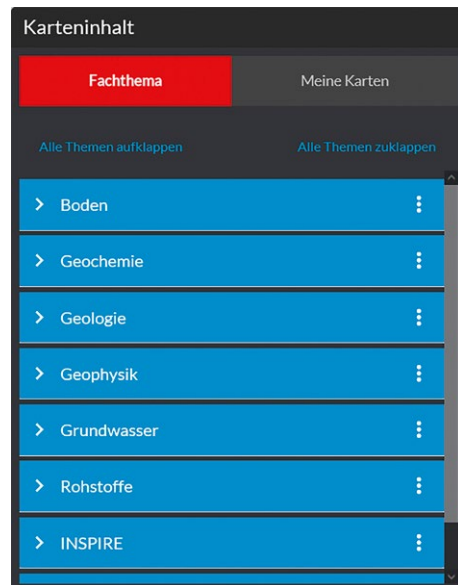 Karteninhalt
Fachthema Meine Karten
Alle Themen aufklappen Alle Themen zuklappen
Boden
Geochemie
Geologie
Geophysik
Grundwasser
Rohstoffe
INSPIRE